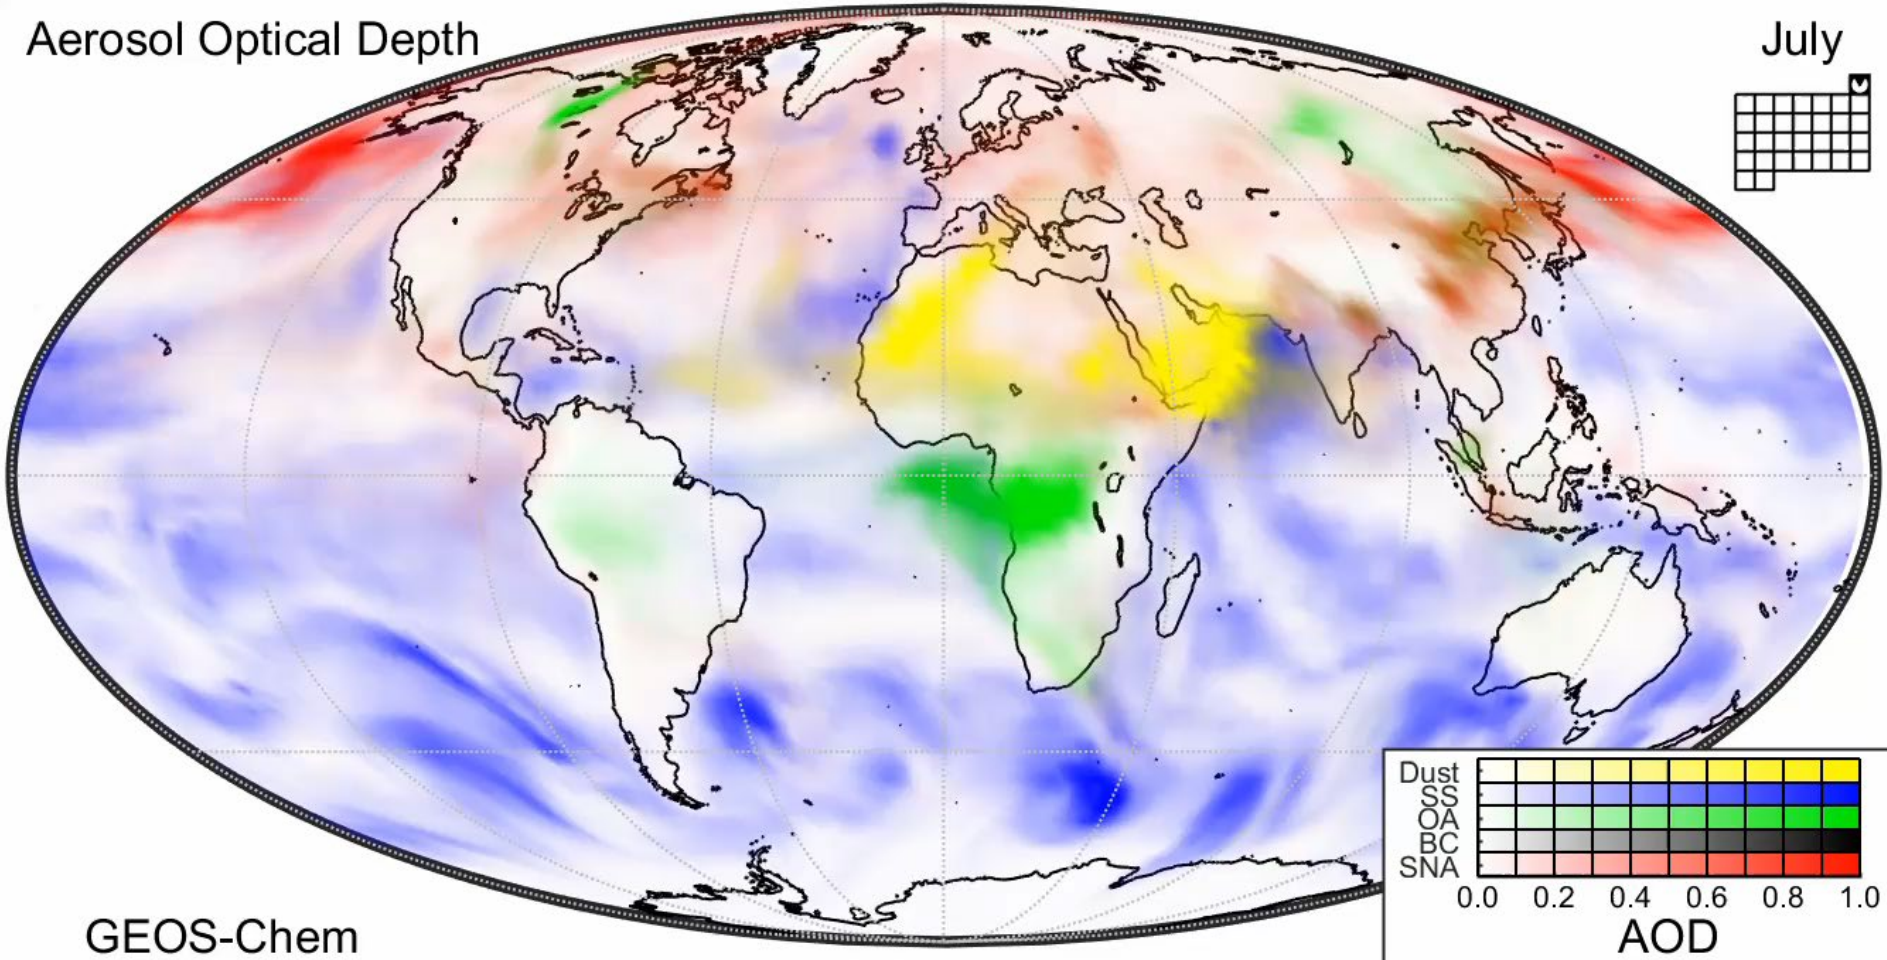 Aerosol Optical Depth
July
Dust
SS
OA
BC
SNA
0.0 0.2 0.4 0.6 0.8 1.0
AOD
GEOS-Chem